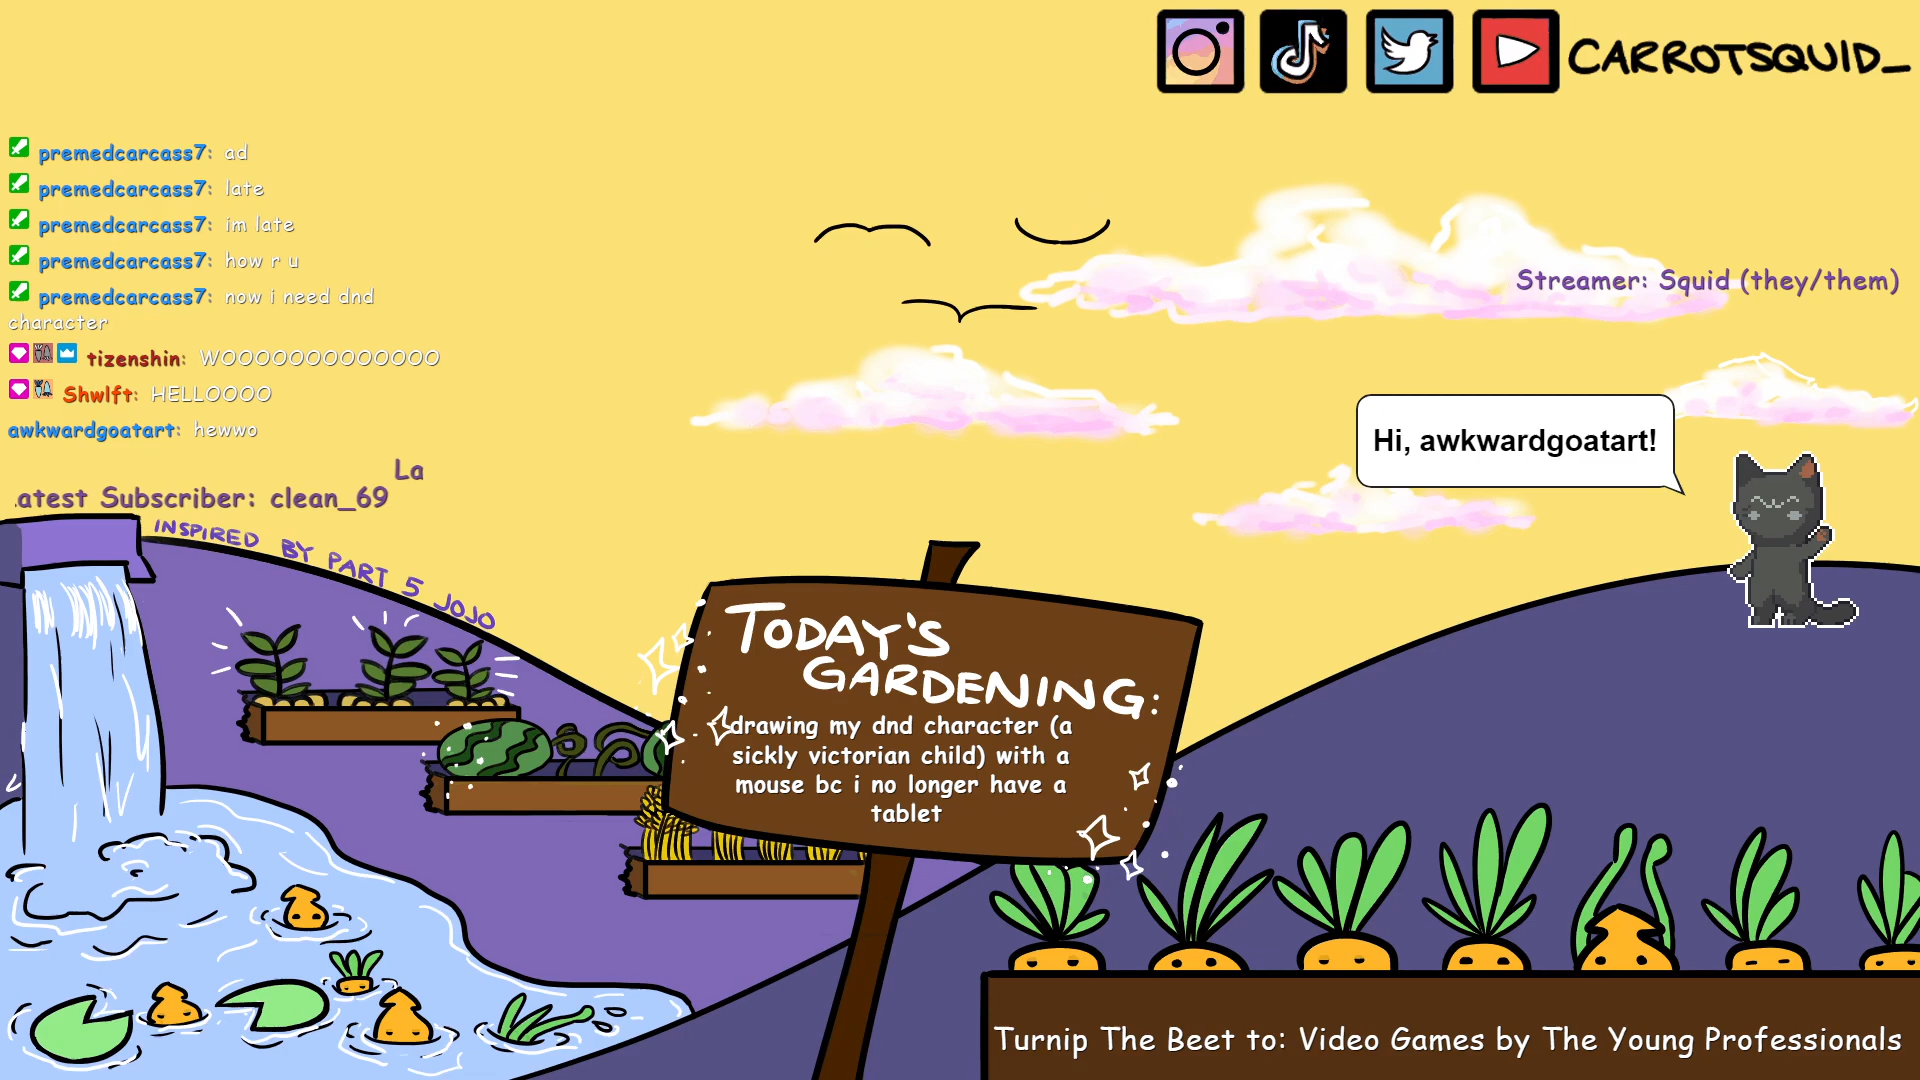 CARROTSQUID_
premedcarcass7: ad
premedcarcass7: late
premedcarcass7: im late
premedcarcass7: how r u
premedcarcass7: now i need dnd
character
tizenshin: WOOOOOOOOOOOOO
Shwlft: HELLOOOO
awkwardgoatart: hewwo
Streamer: Squid (they/them)
Hi, awkwardgoatart!
La
atest Subscriber: clean_69
INSPIRED BY PART 5 JOJO
TODAY'S
GARDENING:
drawing my dnd character (a
sickly victorian child) with a
mouse bc i no longer have a
tablet
Turnip The Beet to: Video Games by The Young Professionals